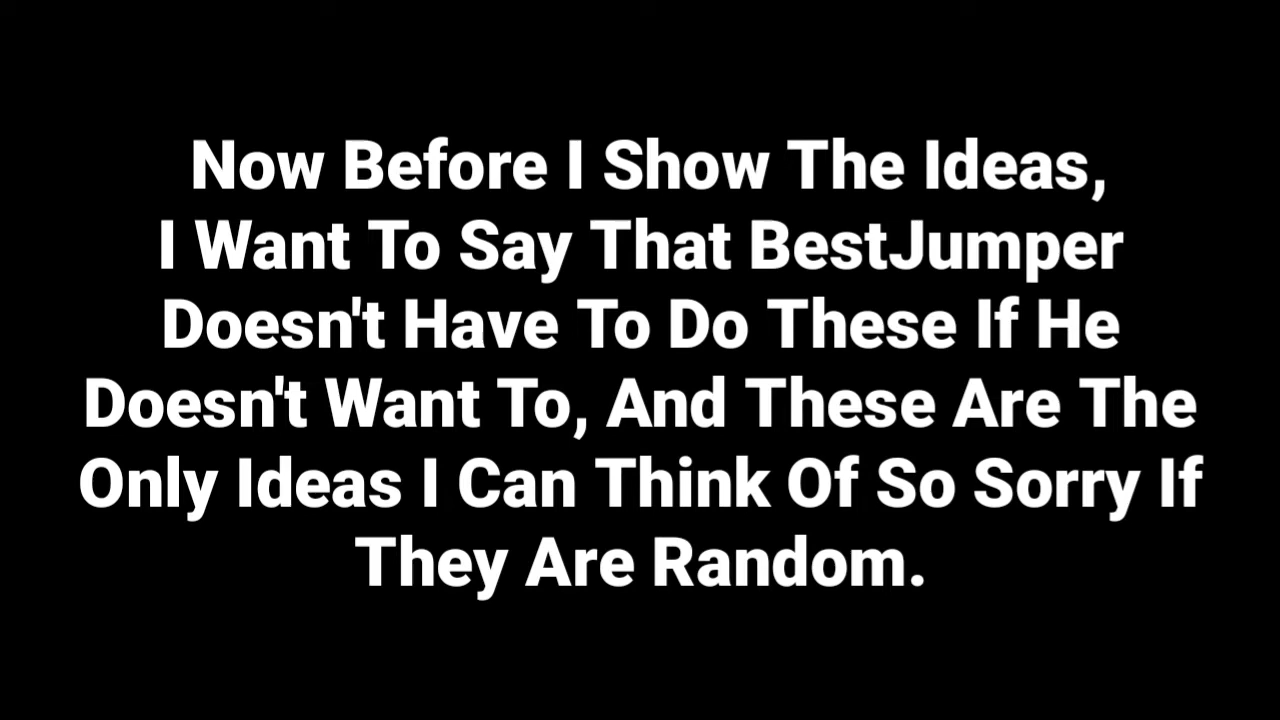 Now Before I Show The Ideas,
I Want To Say That BestJumper
Doesn't Have To Do These If He
Doesn't Want To, And These Are The
Only Ideas I Can Think Of So Sorry If
They Are Random.